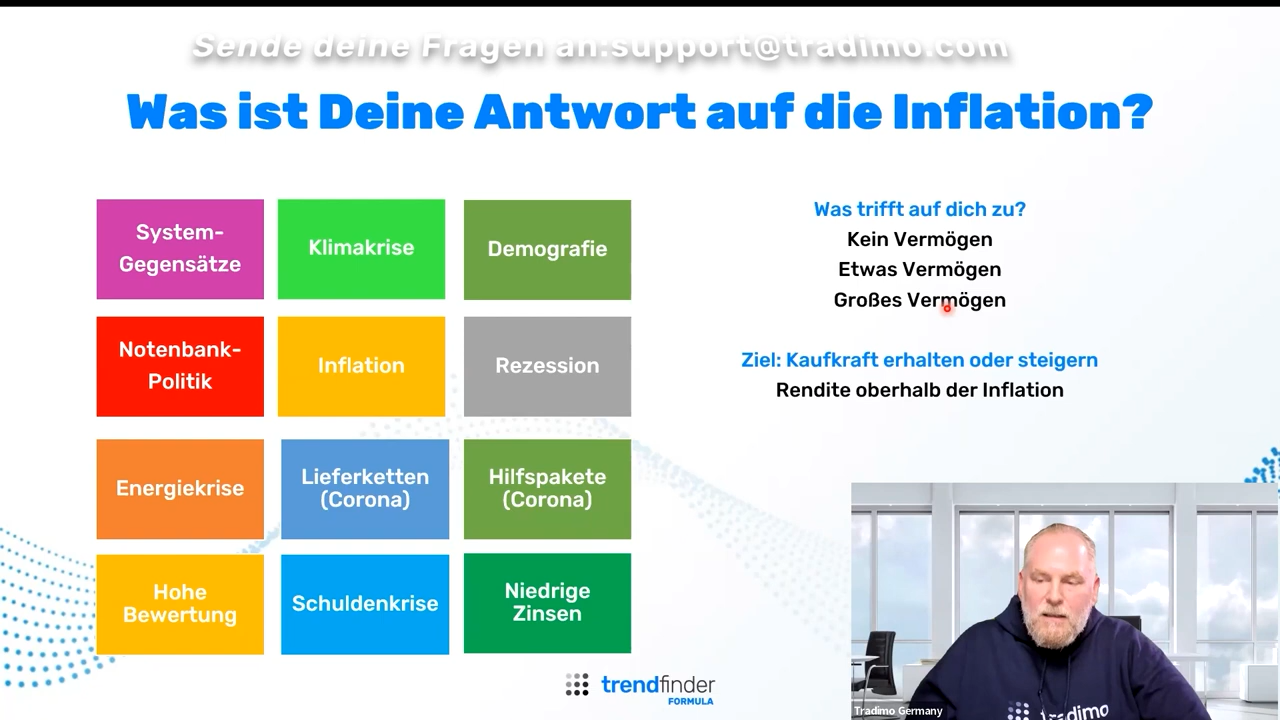 Sende deine Fragen an:support@tradimo.com
Was ist Deine Antwort auf die Inflation?
System-
Gegensätze
Klimakrise
Demografie
Notenbank-
Politik
Inflation
Rezession
Energiekrise
Lieferketten
(Corona)
Hilfspakete
(Corona)
Hohe
Bewertung
Schuldenkrise
Niedrige
Zinsen
Was trifft auf dich zu?
Kein Vermögen
Etwas Vermögen
Großes Vermögen
Ziel: Kaufkraft erhalten oder steigern
Rendite oberhalb der Inflation
trendfinder
FORMULA
tradimo
Tradimo Germany